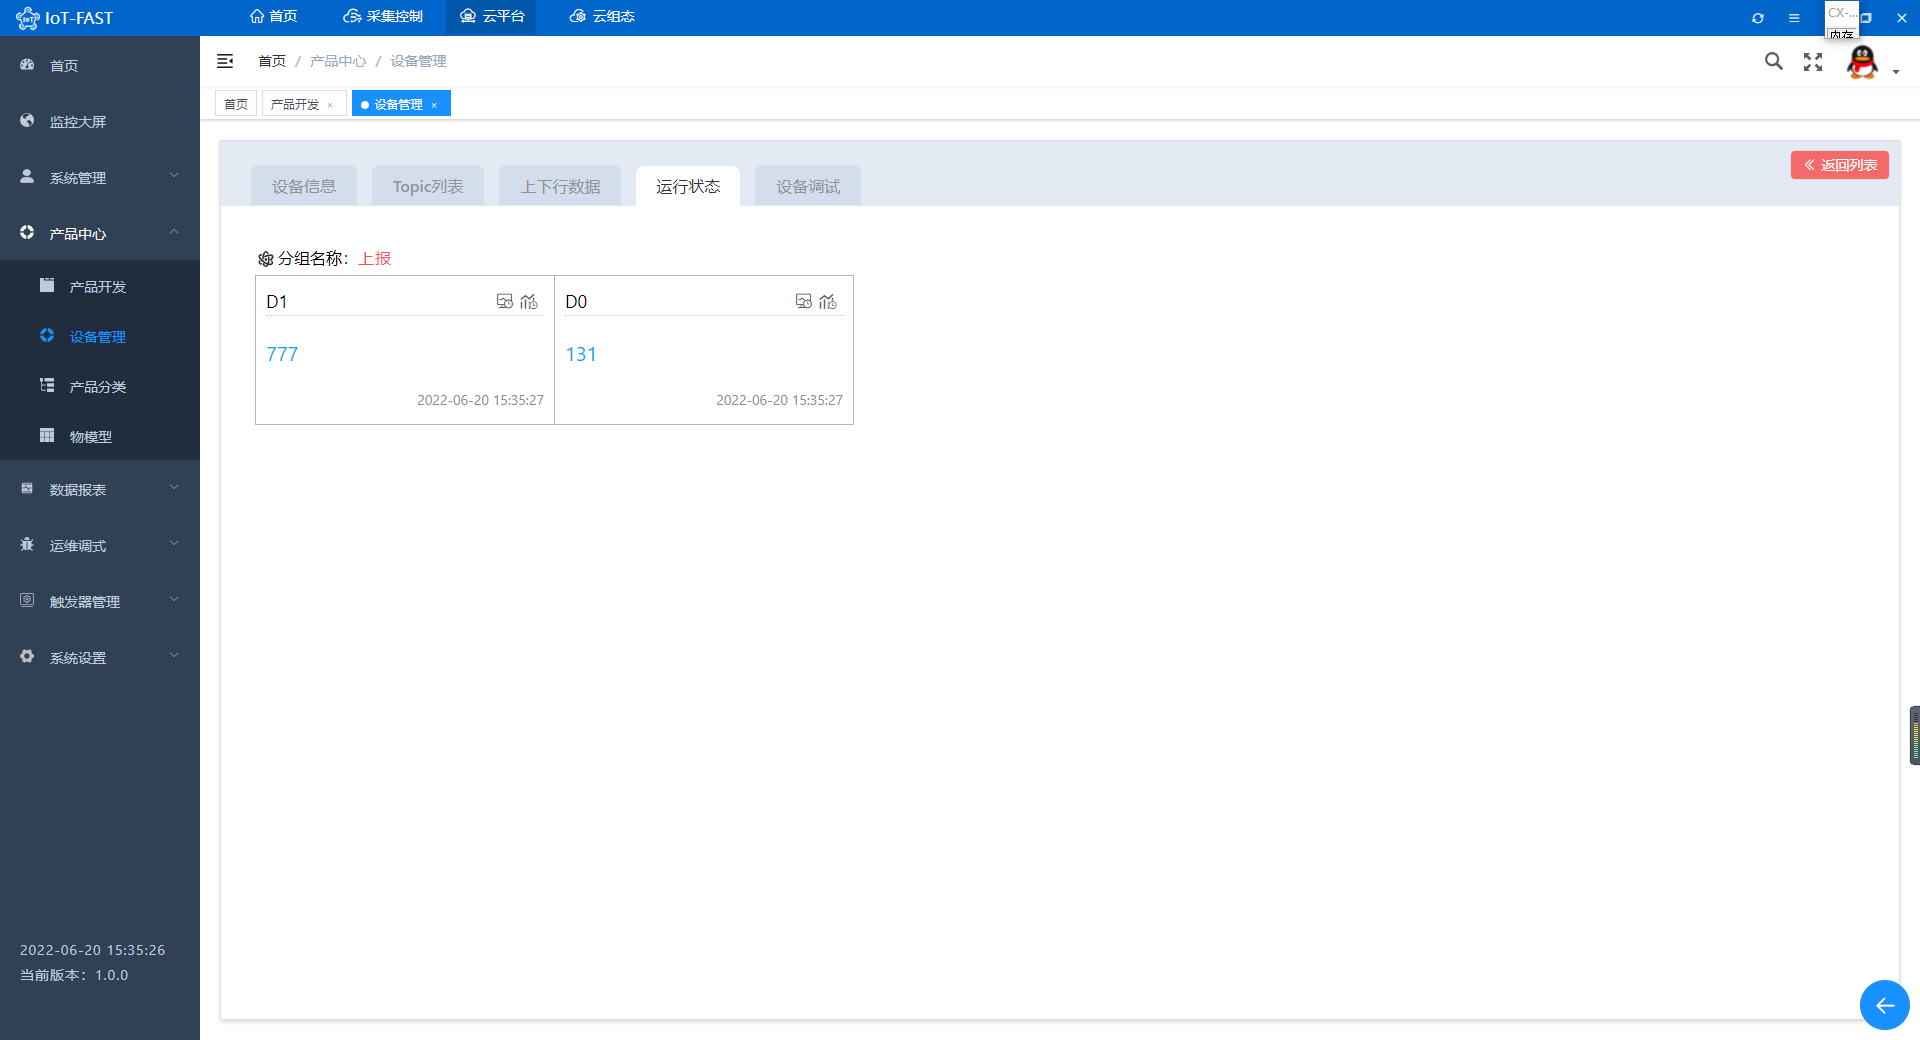 IoT-FAST
首页
采集控制
云平台
云组态
CX-...
内存
首页
监控大屏
系统管理
产品中心
产品开发
设备管理
产品分类
物模型
数据报表
运维调式
触发器管理
系统设置
2022-06-20 15:35:26
当前版本：1.0.0
首页 / 产品中心 / 设备管理
首页
产品开发 ×
设备管理 ×
设备信息
Topic列表
上下行数据
运行状态
设备调试
返回列表
分组名称：上报
D1
777
2022-06-20 15:35:27
D0
131
2022-06-20 15:35:27